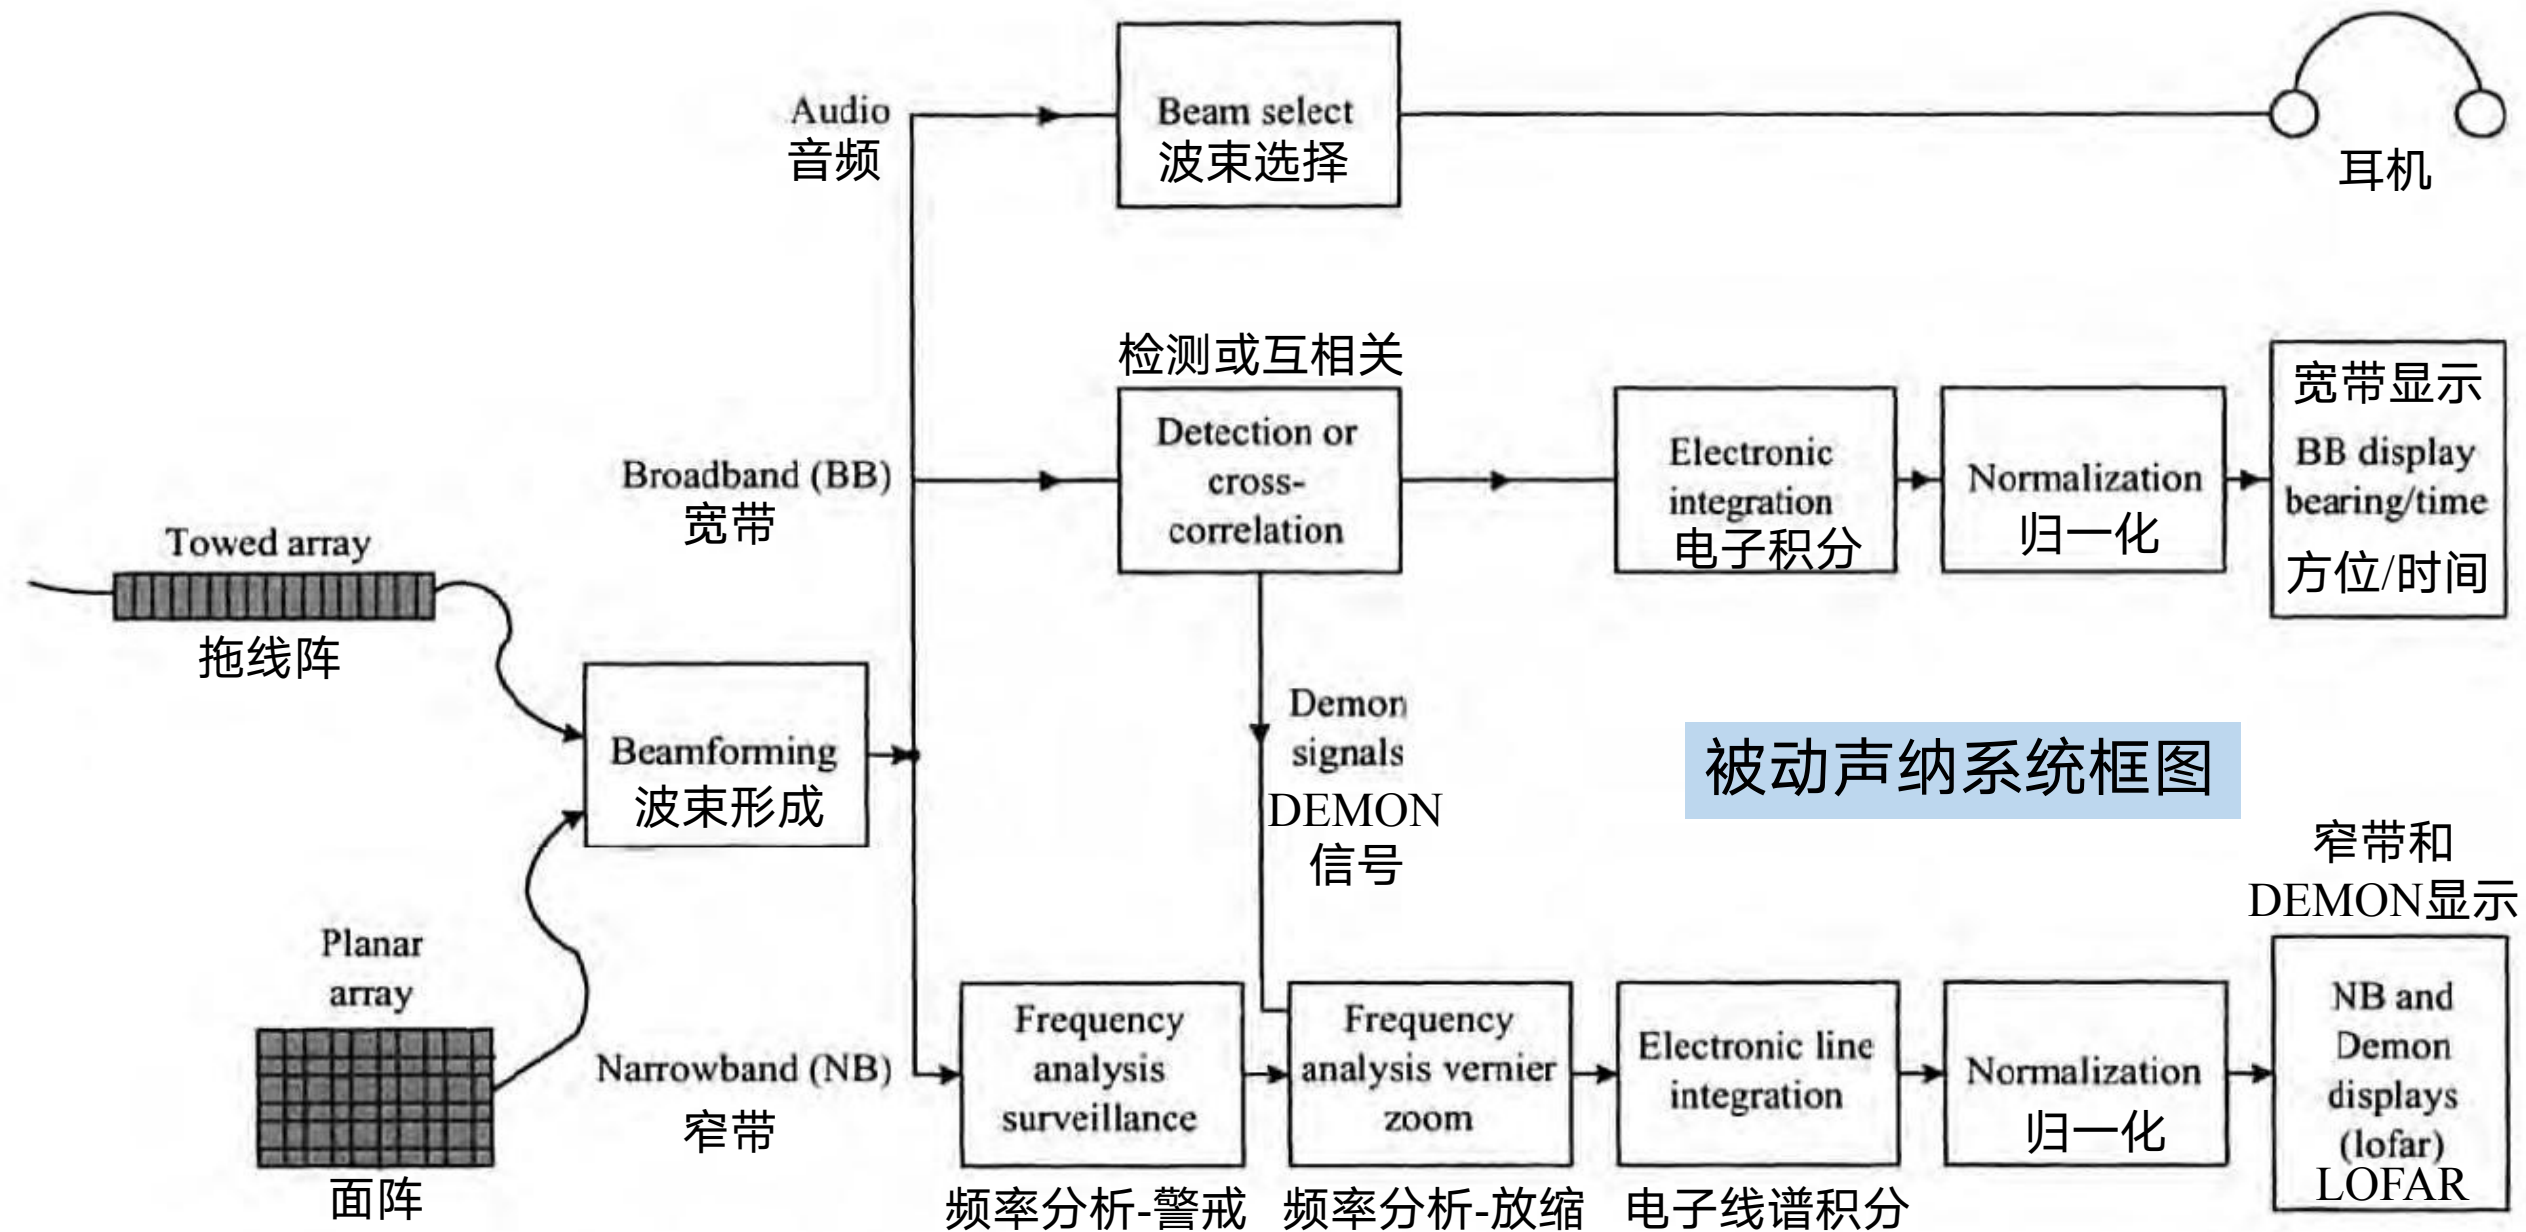 Audio
音频
Beam select
波束选择
耳机
检测或互相关
Broadband (BB)
宽带
Detection or
cross-
correlation
Electronic
integration
电子积分
Normalization
归一化
宽带显示
BB display
bearing/time
方位/时间
Towed array
拖线阵
Beamforming
波束形成
Demon
signals
DEMON
信号
被动声纳系统框图
Planar
array
面阵
Narrowband (NB)
窄带
Frequency
analysis
surveillance
频率分析-警戒
Frequency
analysis vernier
zoom
频率分析-放缩
Electronic line
integration
电子线谱积分
Normalization
归一化
窄带和
DEMON显示
NB and
Demon
displays
(lofar)
LOFAR